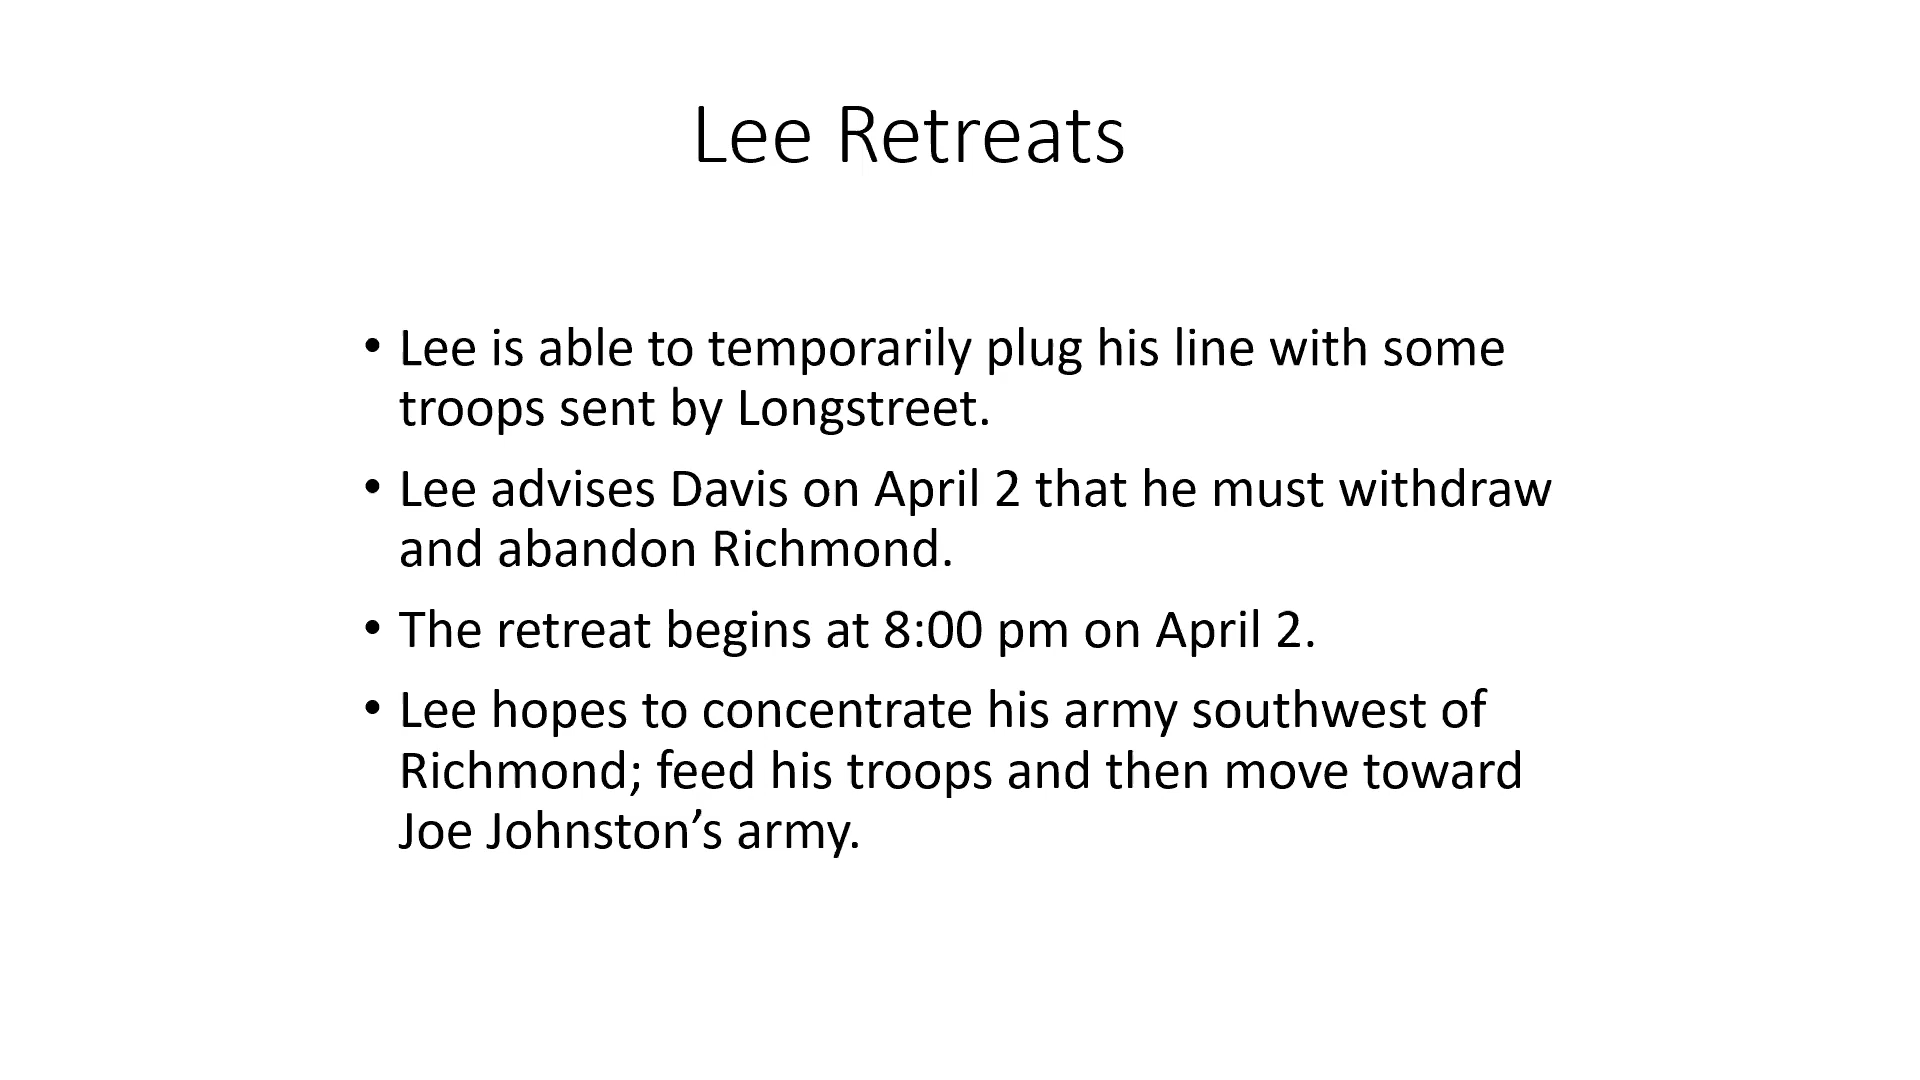 Lee Retreats
• Lee is able to temporarily plug his line with some
troops sent by Longstreet.
• Lee advises Davis on April 2 that he must withdraw
and abandon Richmond.
• The retreat begins at 8:00 pm on April 2.
• Lee hopes to concentrate his army southwest of
Richmond; feed his troops and then move toward
Joe Johnston’s army.